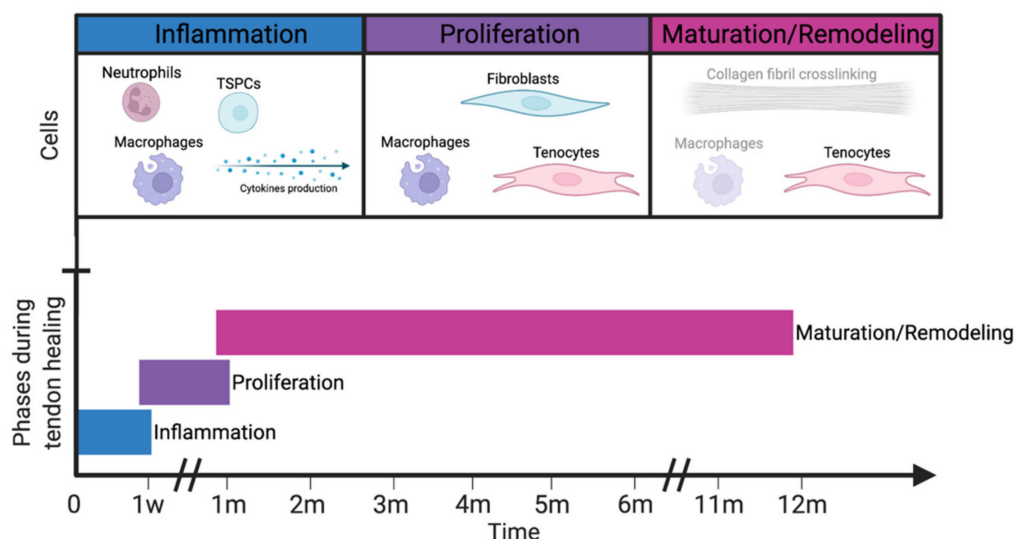 Inflammation
Proliferation
Maturation/Remodeling
Cells
Neutrophils
TSPCs
Macrophages
Cytokines production
Fibroblasts
Macrophages
Tenocytes
Collagen fibril crosslinking
Macrophages
Tenocytes
Phases during
tendon healing
Maturation/Remodeling
Proliferation
Inflammation
0 1w 1m 2m 3m 4m 5m 6m 11m 12m
Time